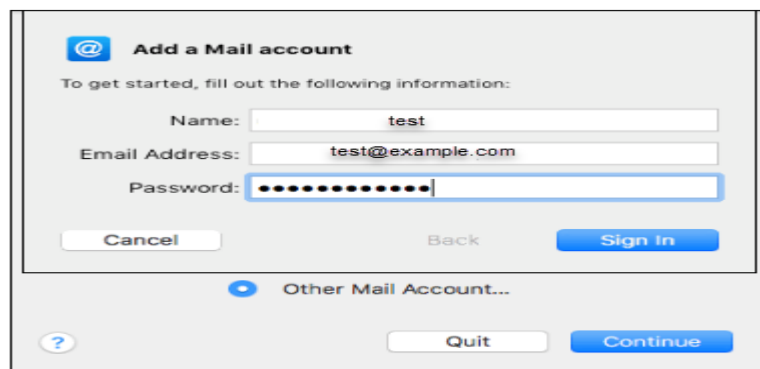 @ Add a Mail account
To get started, fill out the following information:
Name: test
Email Address: test@example.com
Password: ••••••••••••
Cancel Back Sign In
Other Mail Account...
? Quit Continue